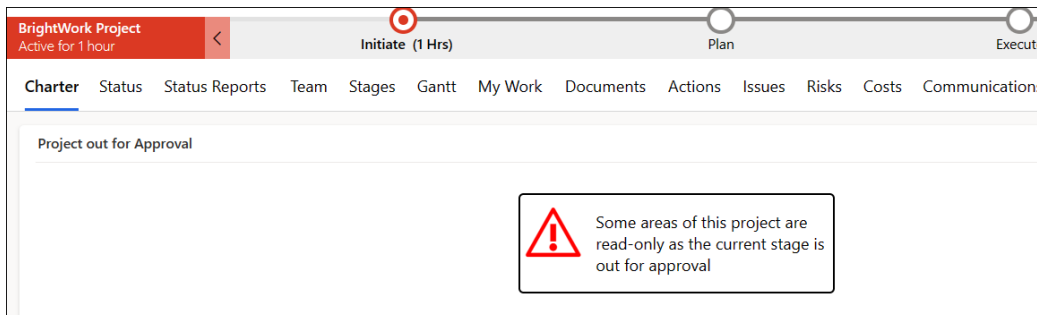 BrightWork Project
Active for 1 hour
Initiate (1 Hrs)
Plan
Charter Status Status Reports Team Stages Gantt My Work Documents Actions Issues Risks Costs
Project out for Approval
Some areas of this project are
read-only as the current stage is
out for approval